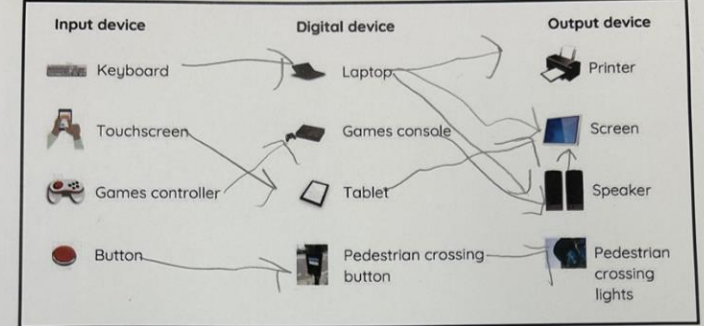 Input device Digital device Output device
Keyboard Laptop Printer
Touchscreen Games console Screen
Games controller Tablet Speaker
Button Pedestrian crossing button Pedestrian crossing lights